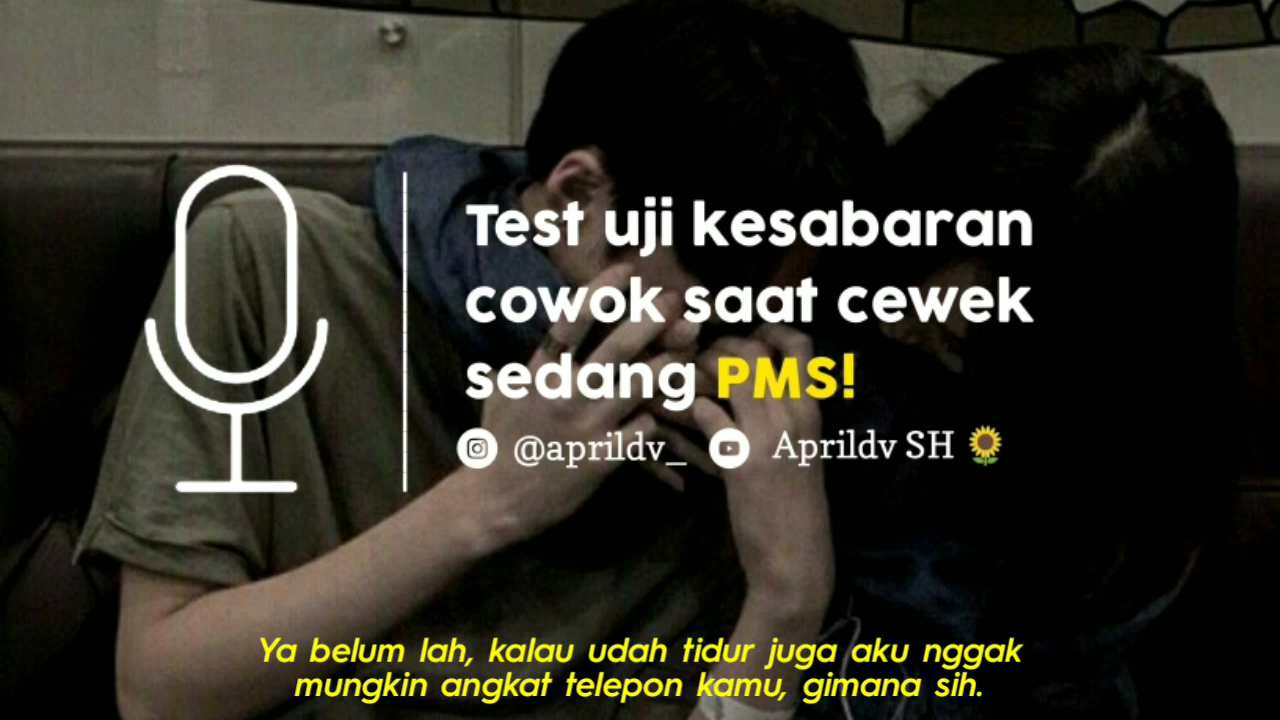 Test uji kesabaran
cowok saat cewek
sedang PMS!
@aprildv_ Aprildv SH 🌻
Ya belum lah, kalau udah tidur juga aku nggak
mungkin angkat telepon kamu, gimana sih.